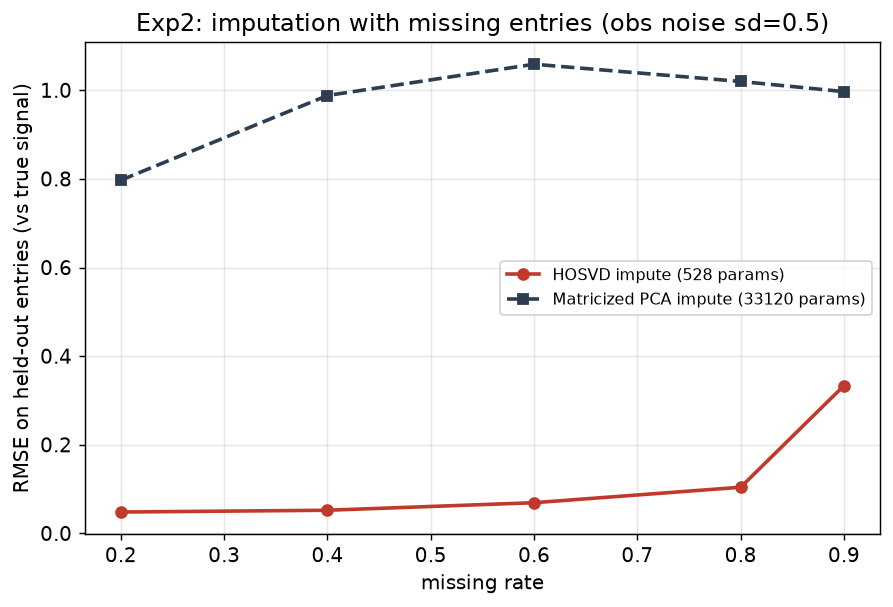 Exp2: imputation with missing entries (obs noise sd=0.5)
RMSE on held-out entries (vs true signal)
1.0
0.8
0.6
0.4
0.2
0.0
HOSVD impute (528 params)
Matricized PCA impute (33120 params)
0.2 0.3 0.4 0.5 0.6 0.7 0.8 0.9
missing rate